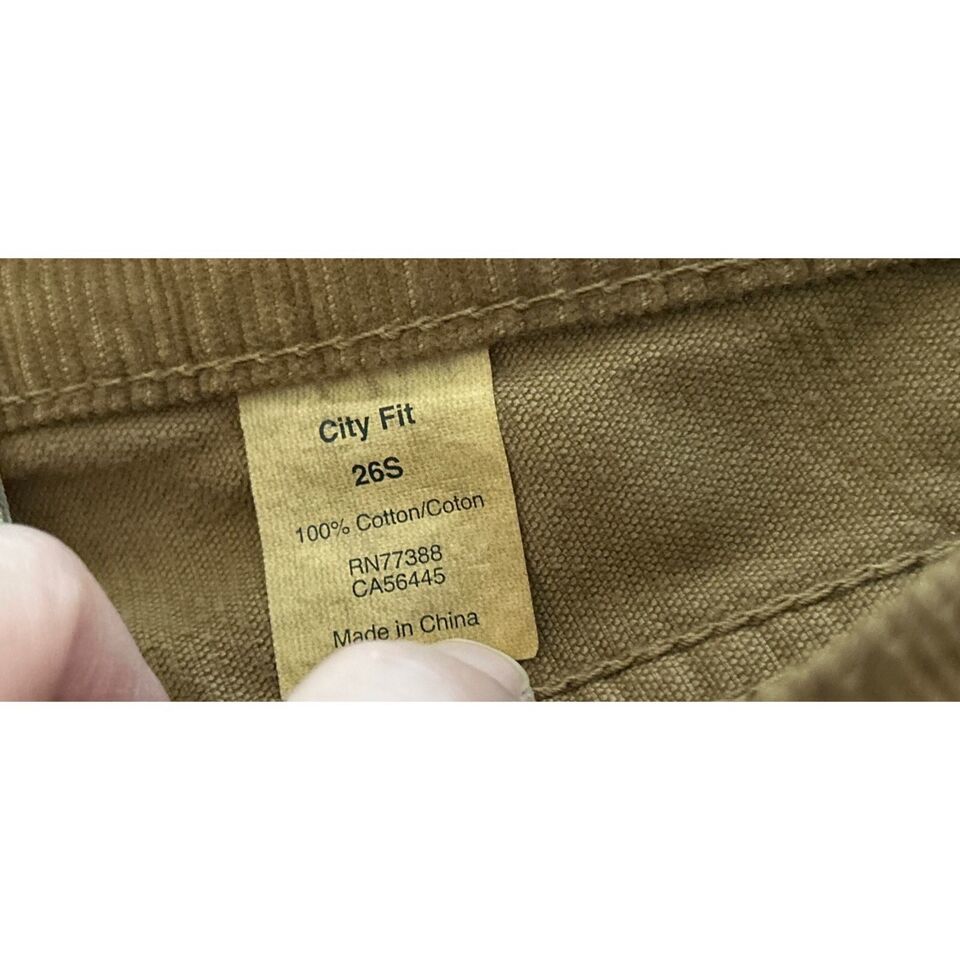 City Fit
26S
100% Cotton/Coton
RN77388
CA56445
Made in China